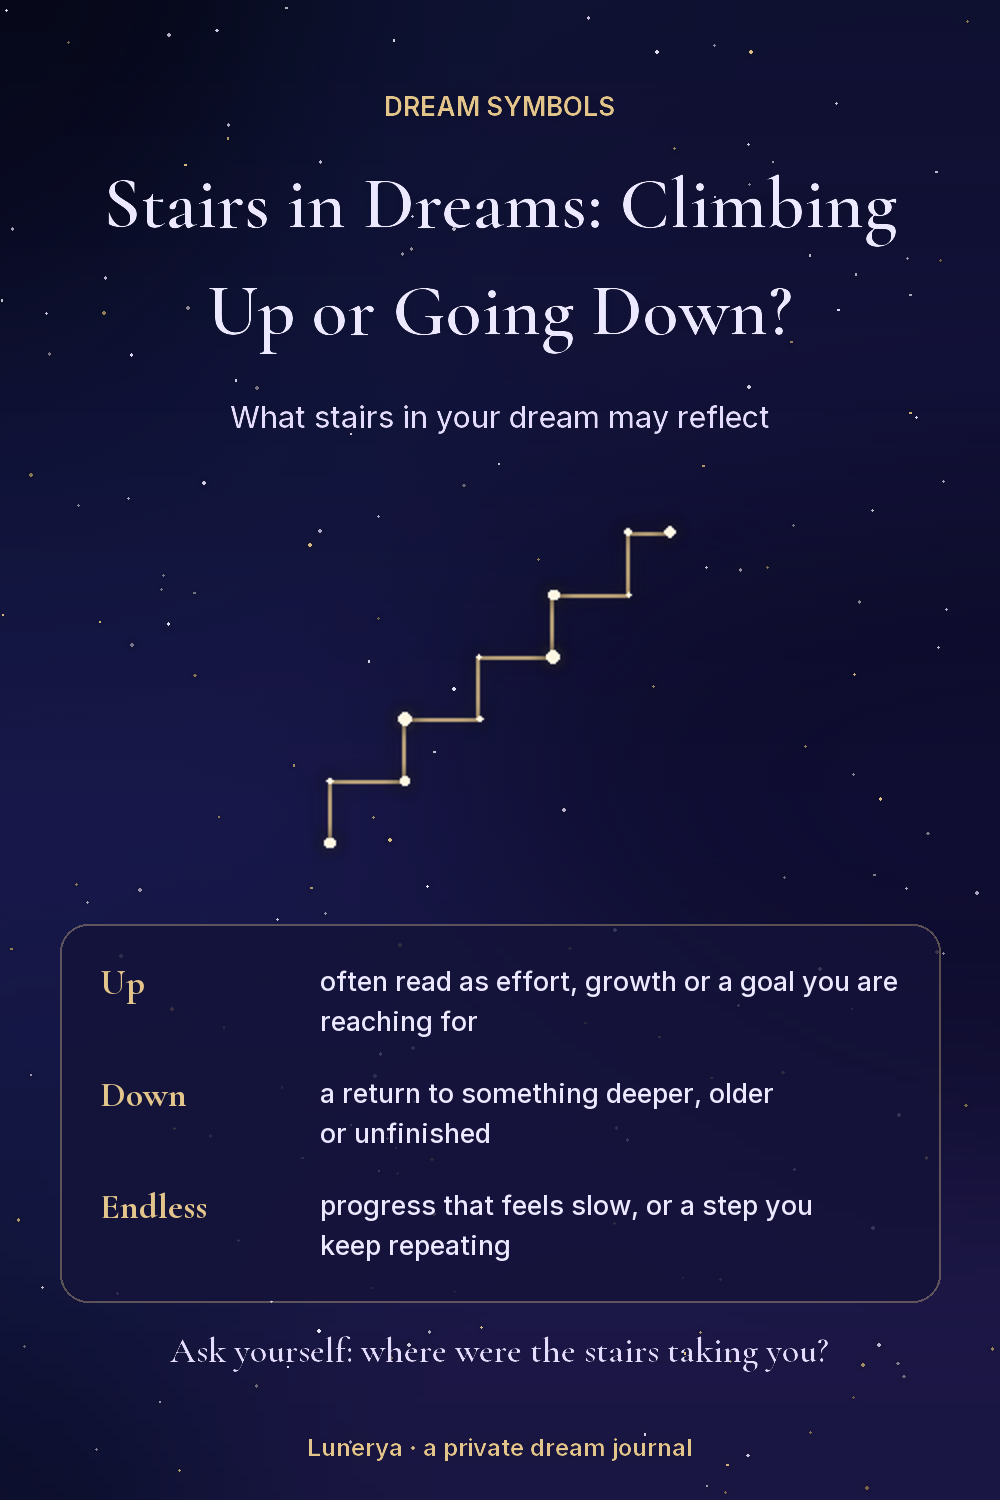 DREAM SYMBOLS
Stairs in Dreams: Climbing
Up or Going Down?
What stairs in your dream may reflect
Up
often read as effort, growth or a goal you are
reaching for
Down
a return to something deeper, older
or unfinished
Endless
progress that feels slow, or a step you
keep repeating
Ask yourself: where were the stairs taking you?
Lunerya · a private dream journal